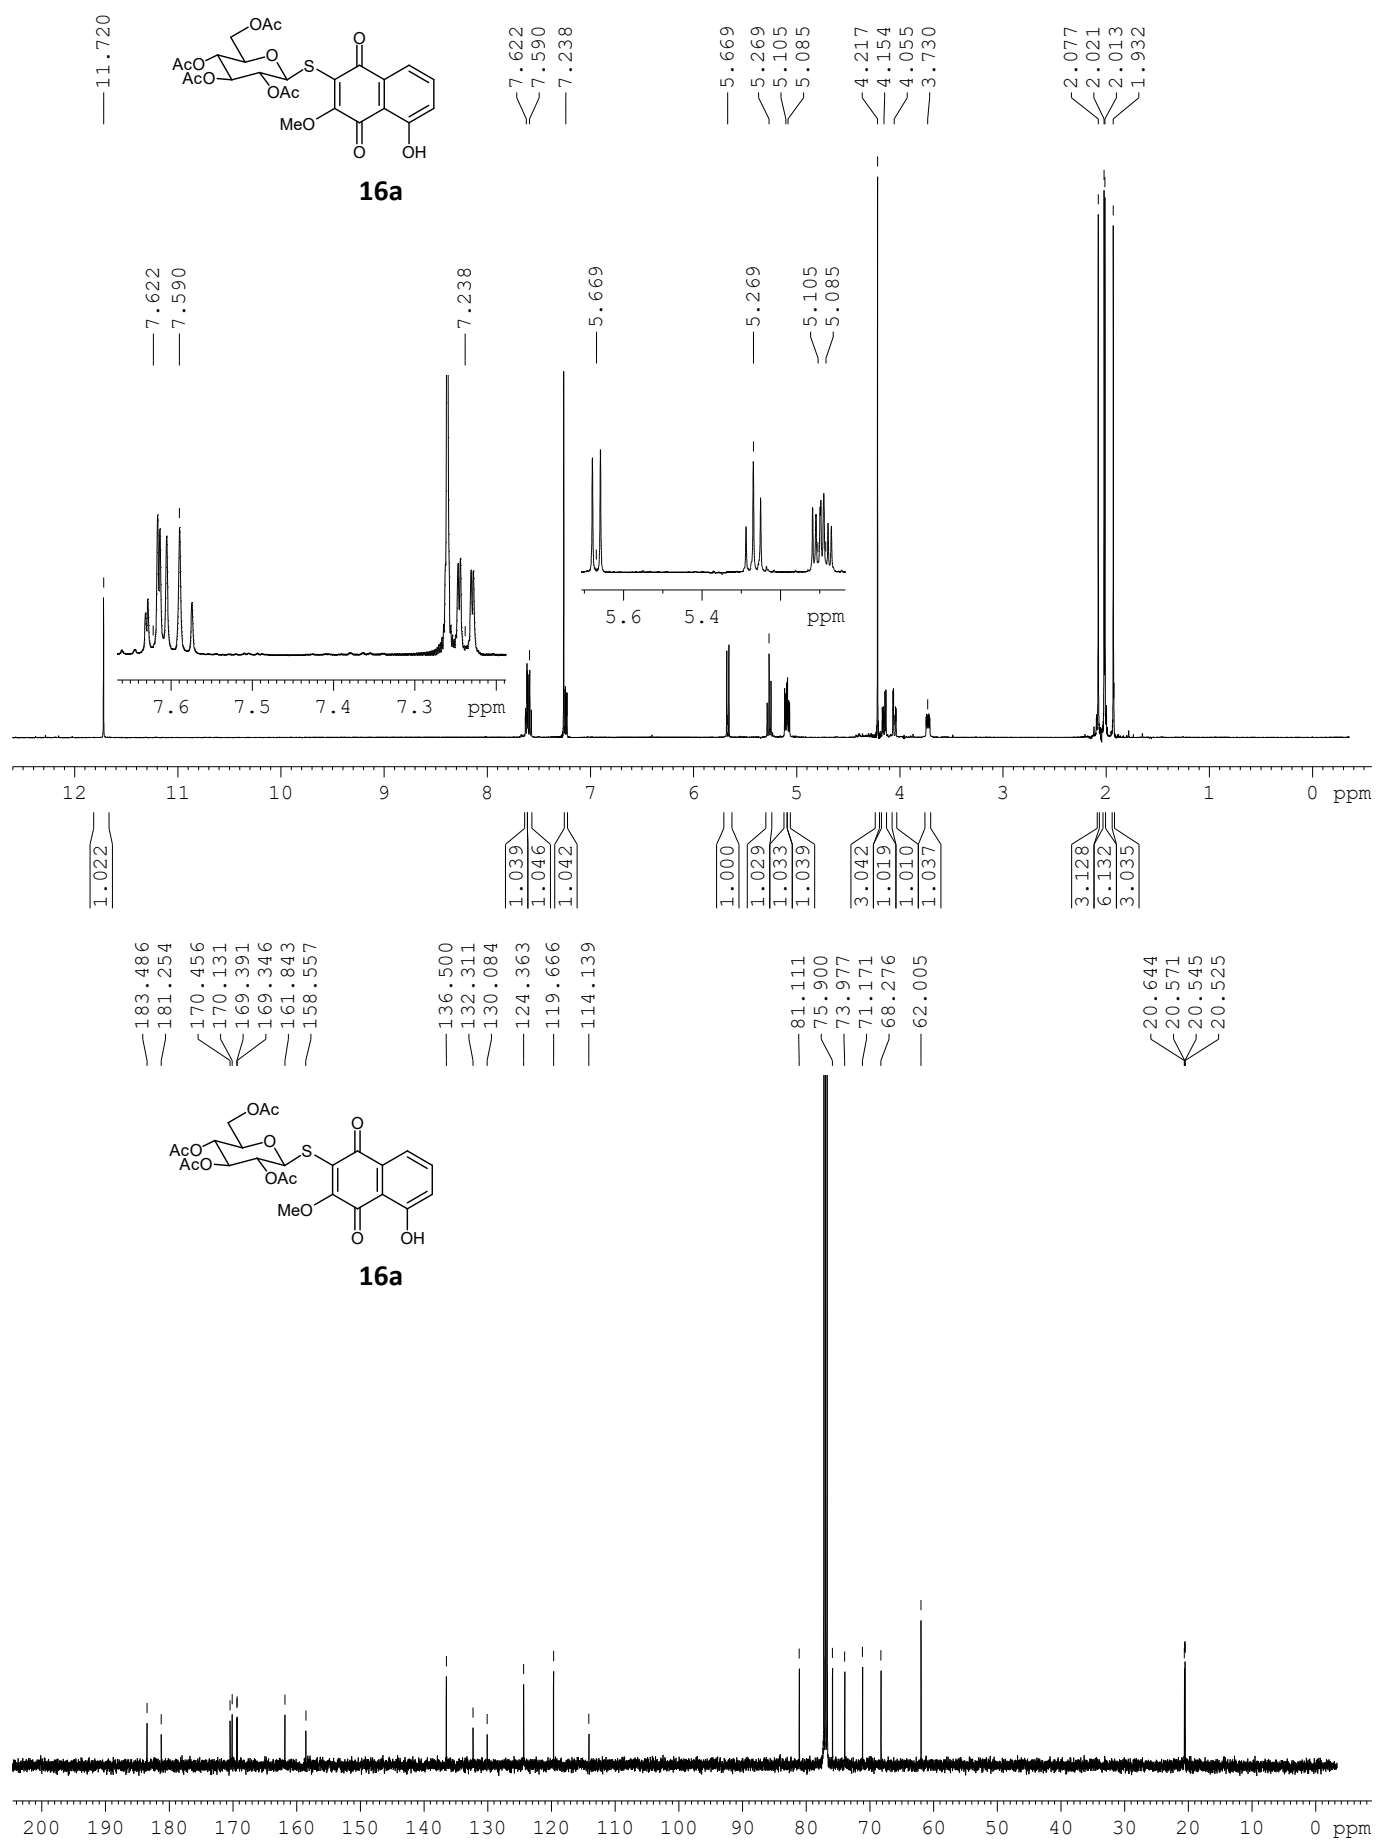 11.720 7.622 7.590 7.238 5.669 5.269 5.105 5.085 4.217 4.154 4.055 3.730 2.077 2.021 2.013 1.932
OAc
O
O
AcO
S
AcO
OAc
MeO
O
OH
16a
7.622 7.590 7.238 5.669 5.269 5.105 5.085
5.6 5.4 ppm
7.6 7.5 7.4 7.3 ppm
12 11 10 9 8 7 6 5 4 3 2 1 0 ppm
1.022 1.039 1.046 1.042 1.000 1.029 1.033 1.039 3.042 1.019 1.010 1.037 3.128 6.132 3.035
183.486 181.254 170.456 170.131 169.391 169.346 161.843 158.557 136.500 132.311 130.084 124.363 119.666 114.139 81.111 75.900 73.977 71.171 68.276 62.005 20.644 20.571 20.545 20.525
OAc
O
O
AcO
S
AcO
OAc
MeO
O
OH
16a
200 190 180 170 160 150 140 130 120 110 100 90 80 70 60 50 40 30 20 10 0 ppm